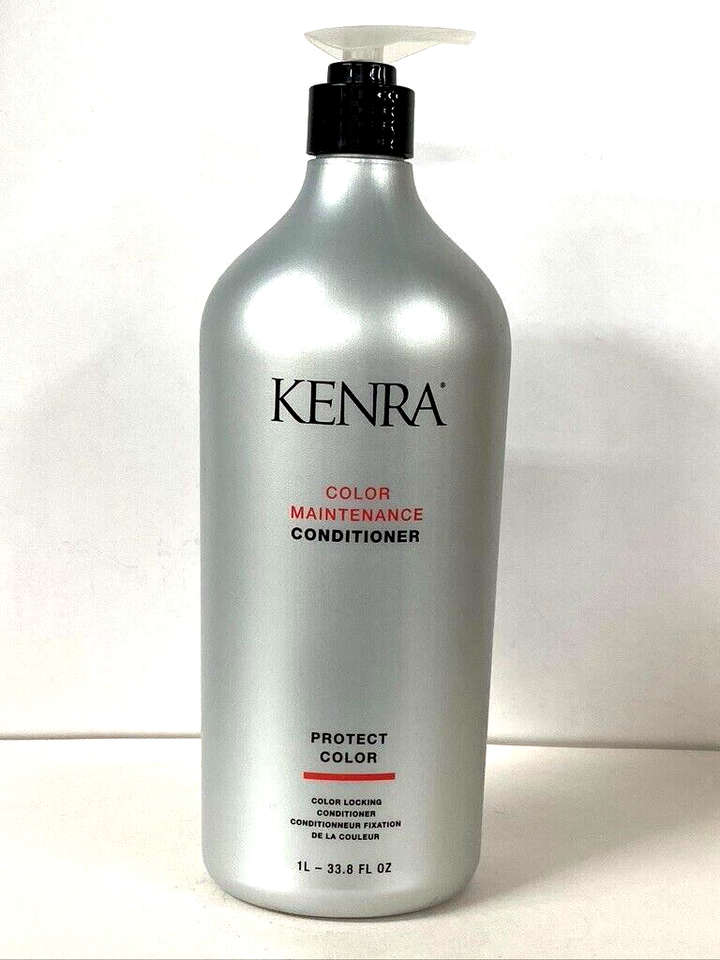 KENRA®
COLOR
MAINTENANCE
CONDITIONER
PROTECT
COLOR
COLOR LOCKING
CONDITIONER
CONDITIONNEUR FIXATION
DE LA COULEUR
1L – 33.8 FL OZ